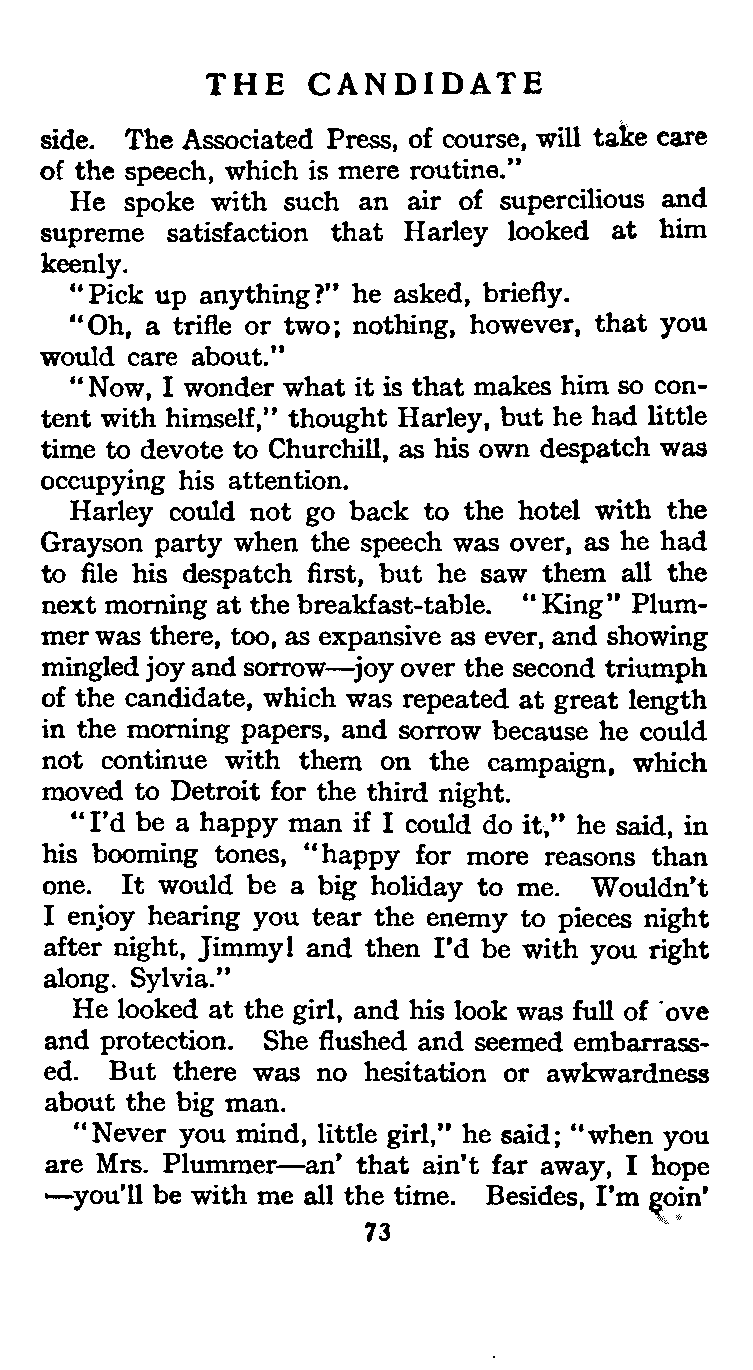 THE CANDIDATE
side. The Associated Press, of course, will take care
of the speech, which is mere routine."
He spoke with such an air of supercilious and
supreme satisfaction that Harley looked at him
keenly.
"Pick up anything?" he asked, briefly.
"Oh, a trifle or two; nothing, however, that you
would care about."
"Now, I wonder what it is that makes him so con-
tent with himself," thought Harley, but he had little
time to devote to Churchill, as his own despatch was
occupying his attention.
Harley could not go back to the hotel with the
Grayson party when the speech was over, as he had
to file his despatch first, but he saw them all the
next morning at the breakfast-table. "King" Plum-
mer was there, too, as expansive as ever, and showing
mingled joy and sorrow—joy over the second triumph
of the candidate, which was repeated at great length
in the morning papers, and sorrow because he could
not continue with them on the campaign, which
moved to Detroit for the third night.
"I'd be a happy man if I could do it," he said, in
his booming tones, "happy for more reasons than
one. It would be a big holiday to me. Wouldn't
I enjoy hearing you tear the enemy to pieces night
after night, Jimmy! and then I'd be with you right
along. Sylvia."
He looked at the girl, and his look was full of ove
and protection. She flushed and seemed embarrass-
ed. But there was no hesitation or awkwardness
about the big man.
"Never you mind, little girl," he said; "when you
are Mrs. Plummer—an' that ain't far away, I hope
—you'll be with me all the time. Besides, I'm goin'
73